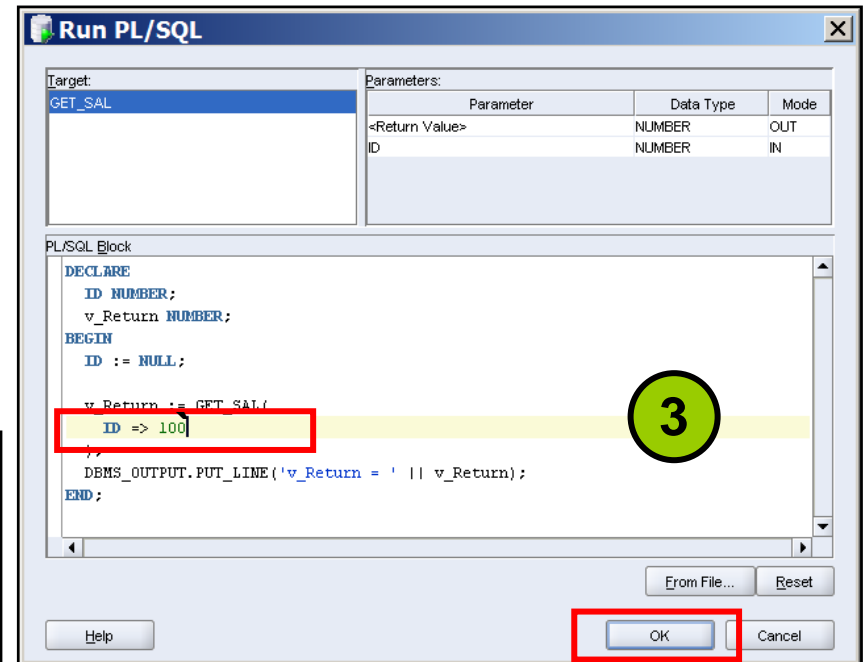 Run PL/SQL
Target:
GET_SAL
Parameters:
Parameter Data Type Mode
<Return Value> NUMBER OUT
ID NUMBER IN
PL/SQL Block
DECLARE
ID NUMBER;
v_Return NUMBER;
BEGIN
ID := NULL;
v_Return := GET_SAL(
ID => 100
);
DBMS_OUTPUT.PUT_LINE('v_Return = ' || v_Return);
END;
3
From File... Reset
Help OK Cancel